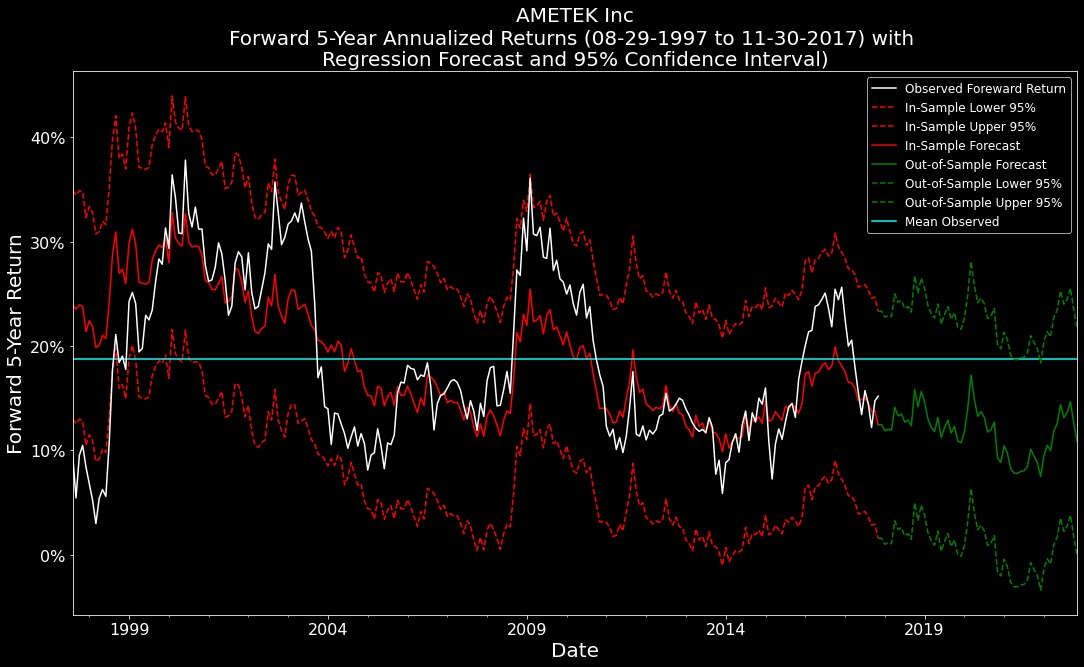 AMETEK Inc
Forward 5-Year Annualized Returns (08-29-1997 to 11-30-2017) with
Regression Forecast and 95% Confidence Interval)
Observed Foreward Return
In-Sample Lower 95%
In-Sample Upper 95%
In-Sample Forecast
Out-of-Sample Forecast
Out-of-Sample Lower 95%
Out-of-Sample Upper 95%
Mean Observed
Forward 5-Year Return
40%
30%
20%
10%
0%
1999
2004
2009
2014
2019
Date